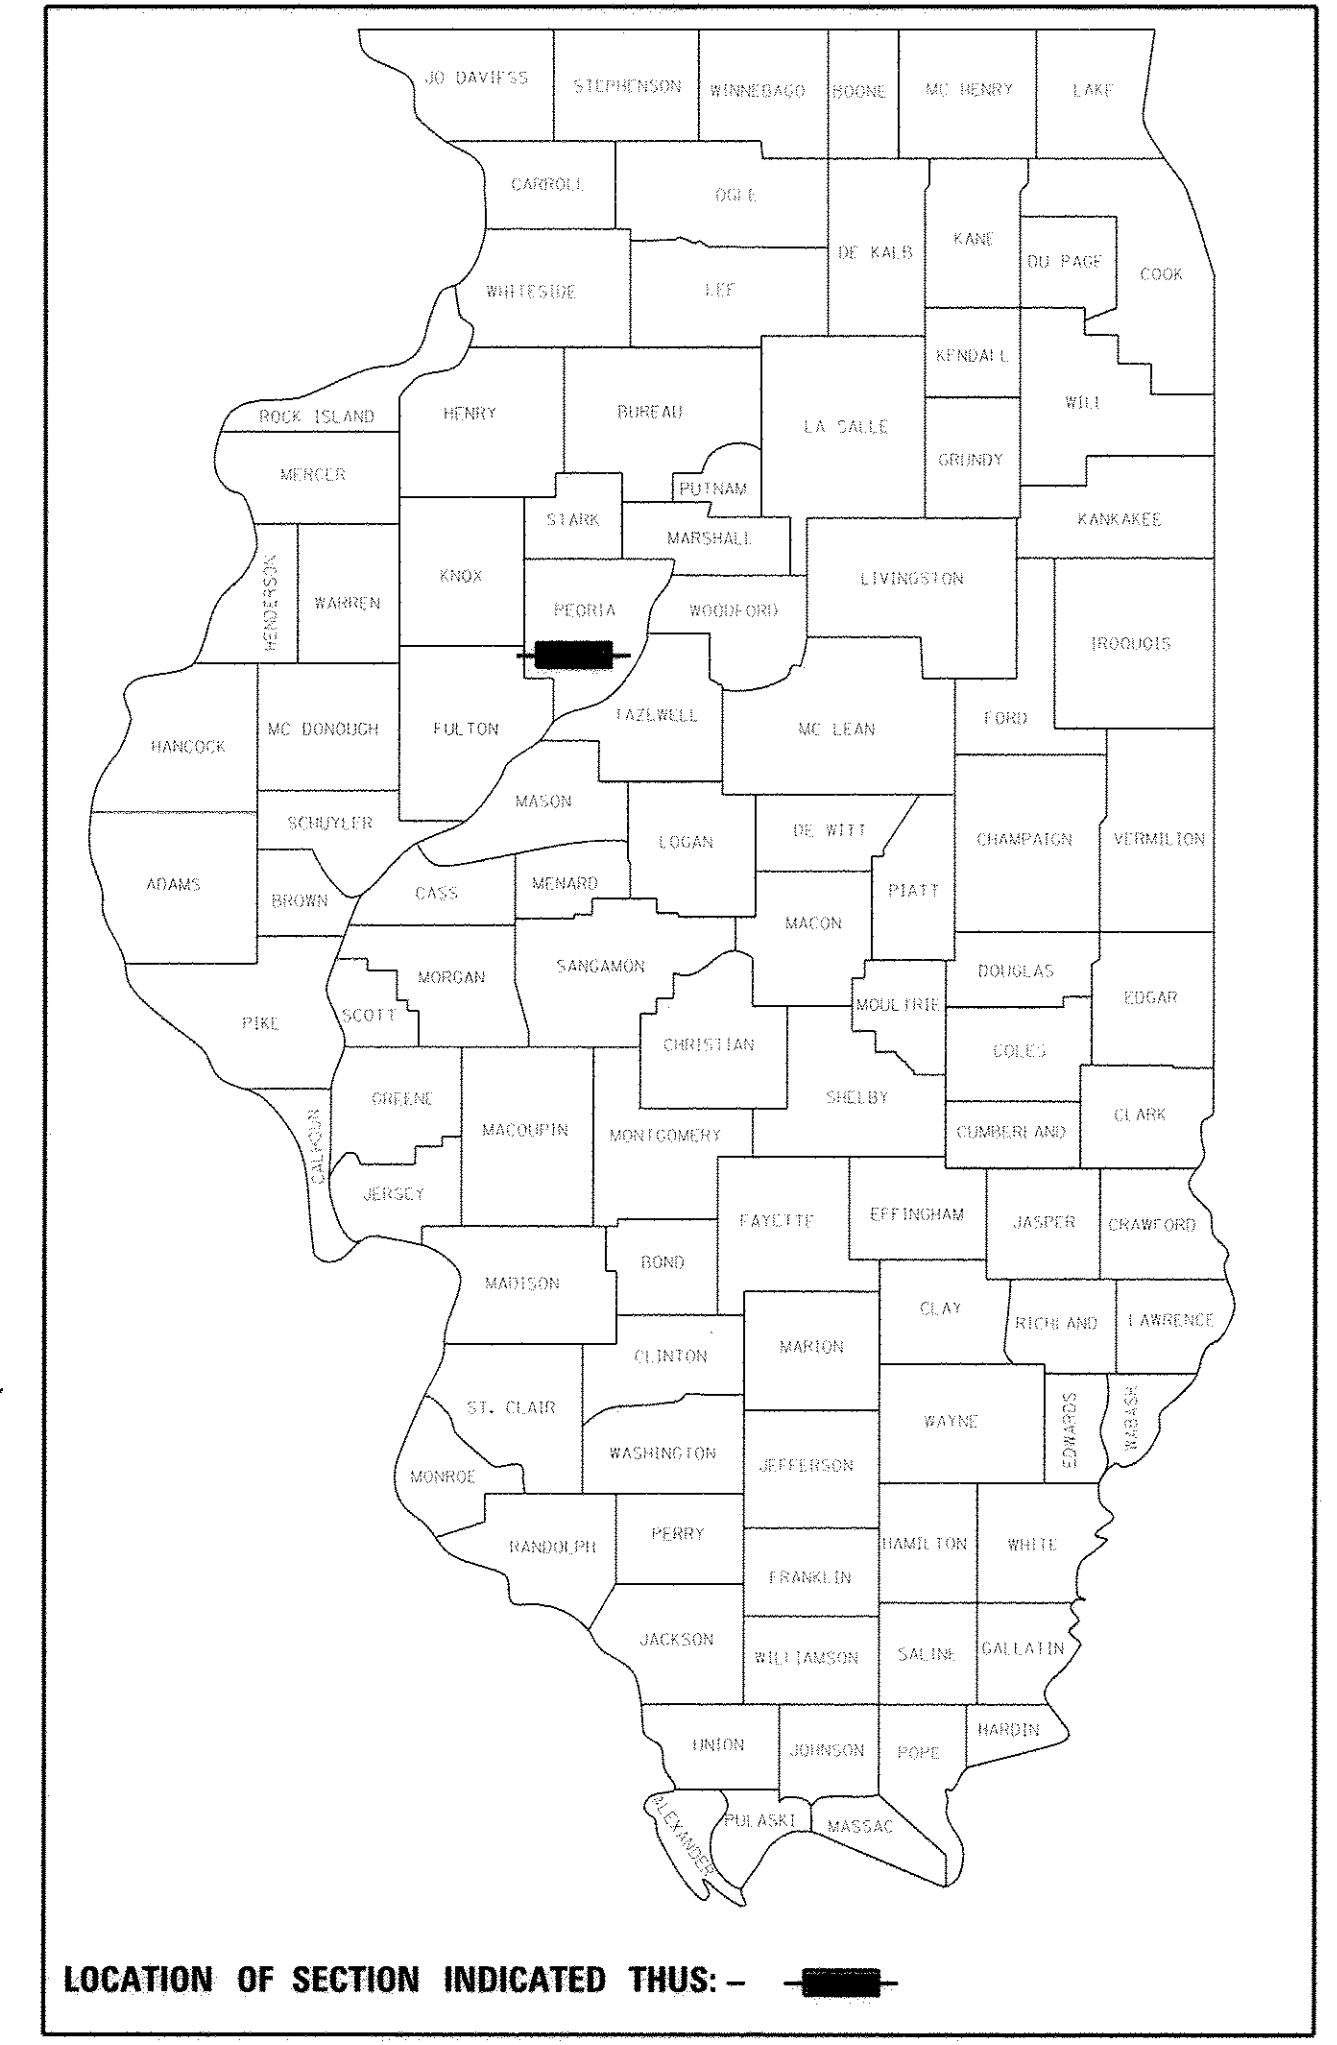 JO DAVIESS
STEPHENSON
WINNEBAGO
BOONE
MC HENRY
LAKE
CARROLL
OGLE
DE KALB
KANE
DU PAGE
COOK
WHITESIDE
LEE
KENDALL
WILL
ROCK ISLAND
HENRY
BUREAU
LA SALLE
GRUNDY
MERCER
PUTNAM
STARK
MARSHALL
KANKAKEE
HENDERSON
WARREN
KNOX
PEORIA
WOODFORD
LIVINGSTON
IROQUOIS
HANCOCK
MC DONOUGH
FULTON
TAZEWELL
MC LEAN
FORD
SCHUYLER
MASON
LOGAN
DE WITT
CHAMPAIGN
VERMILION
ADAMS
BROWN
CASS
MENARD
MACON
PIATT
PIKE
SCOTT
MORGAN
SANGAMON
CHRISTIAN
MOULTRIE
DOUGLAS
EDGAR
COLES
CALHOUN
GREENE
MACOUPIN
MONTGOMERY
SHELBY
CUMBERLAND
CLARK
JERSEY
FAYETTE
EFFINGHAM
JASPER
CRAWFORD
MADISON
BOND
CLAY
RICHLAND
LAWRENCE
CLINTON
MARION
ST. CLAIR
WASHINGTON
JEFFERSON
WAYNE
EDWARDS
WABASH
MONROE
RANDOLPH
PERRY
HAMILTON
WHITE
FRANKLIN
JACKSON
WILLIAMSON
SALINE
GALLATIN
UNION
JOHNSON
POPE
HARDIN
ALEXANDER
PULASKI
MASSAC
LOCATION OF SECTION INDICATED THUS: –